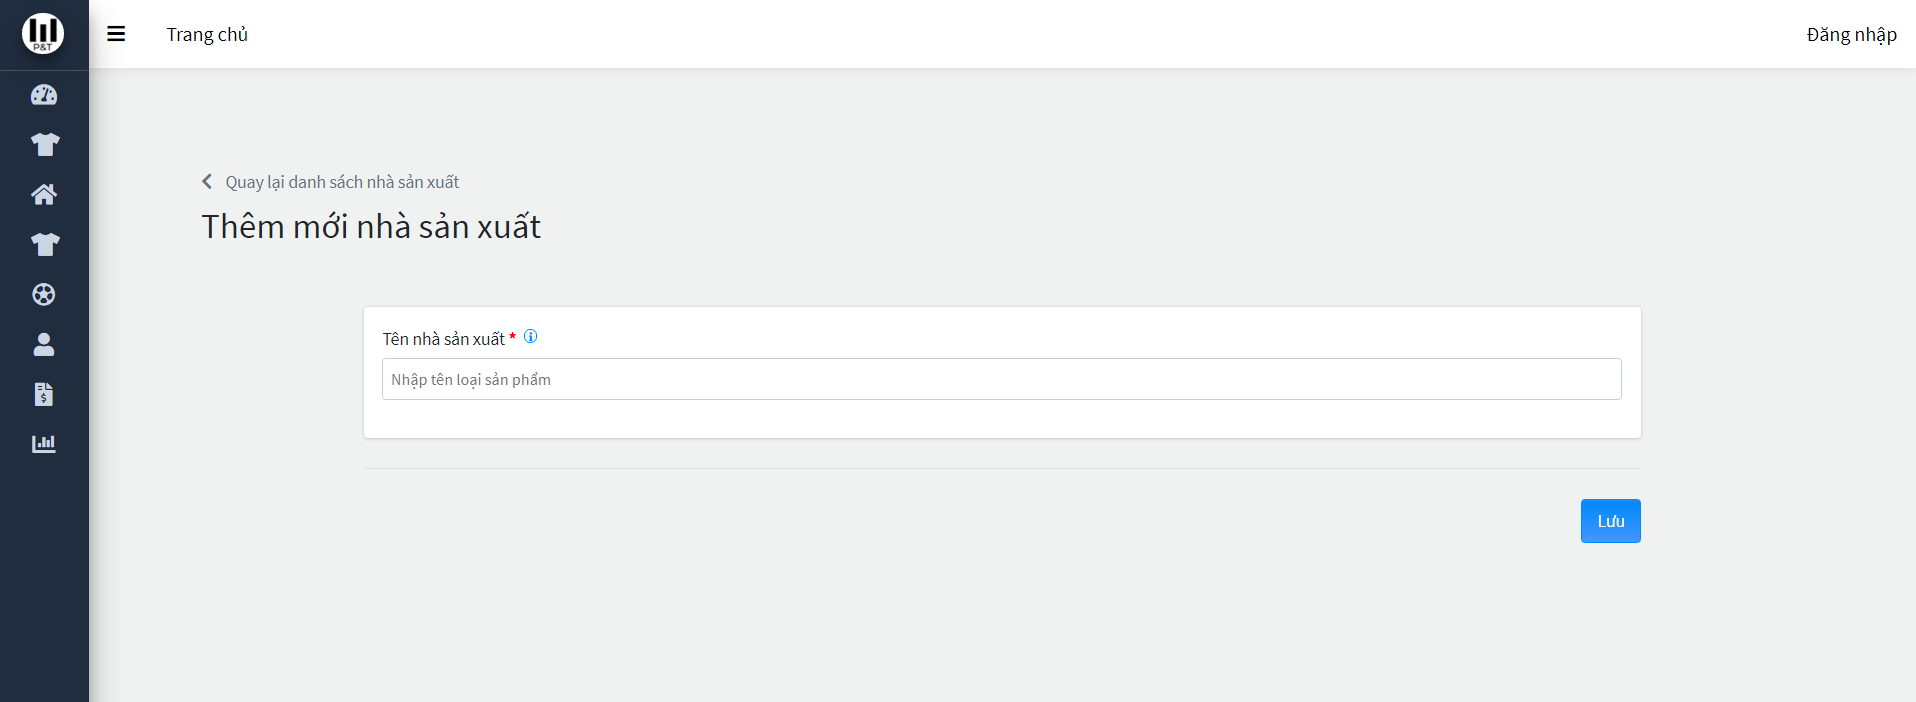 P&T
Trang chủ
Đăng nhập
Quay lại danh sách nhà sản xuất
Thêm mới nhà sản xuất
Tên nhà sản xuất *
Nhập tên loại sản phẩm
Lưu